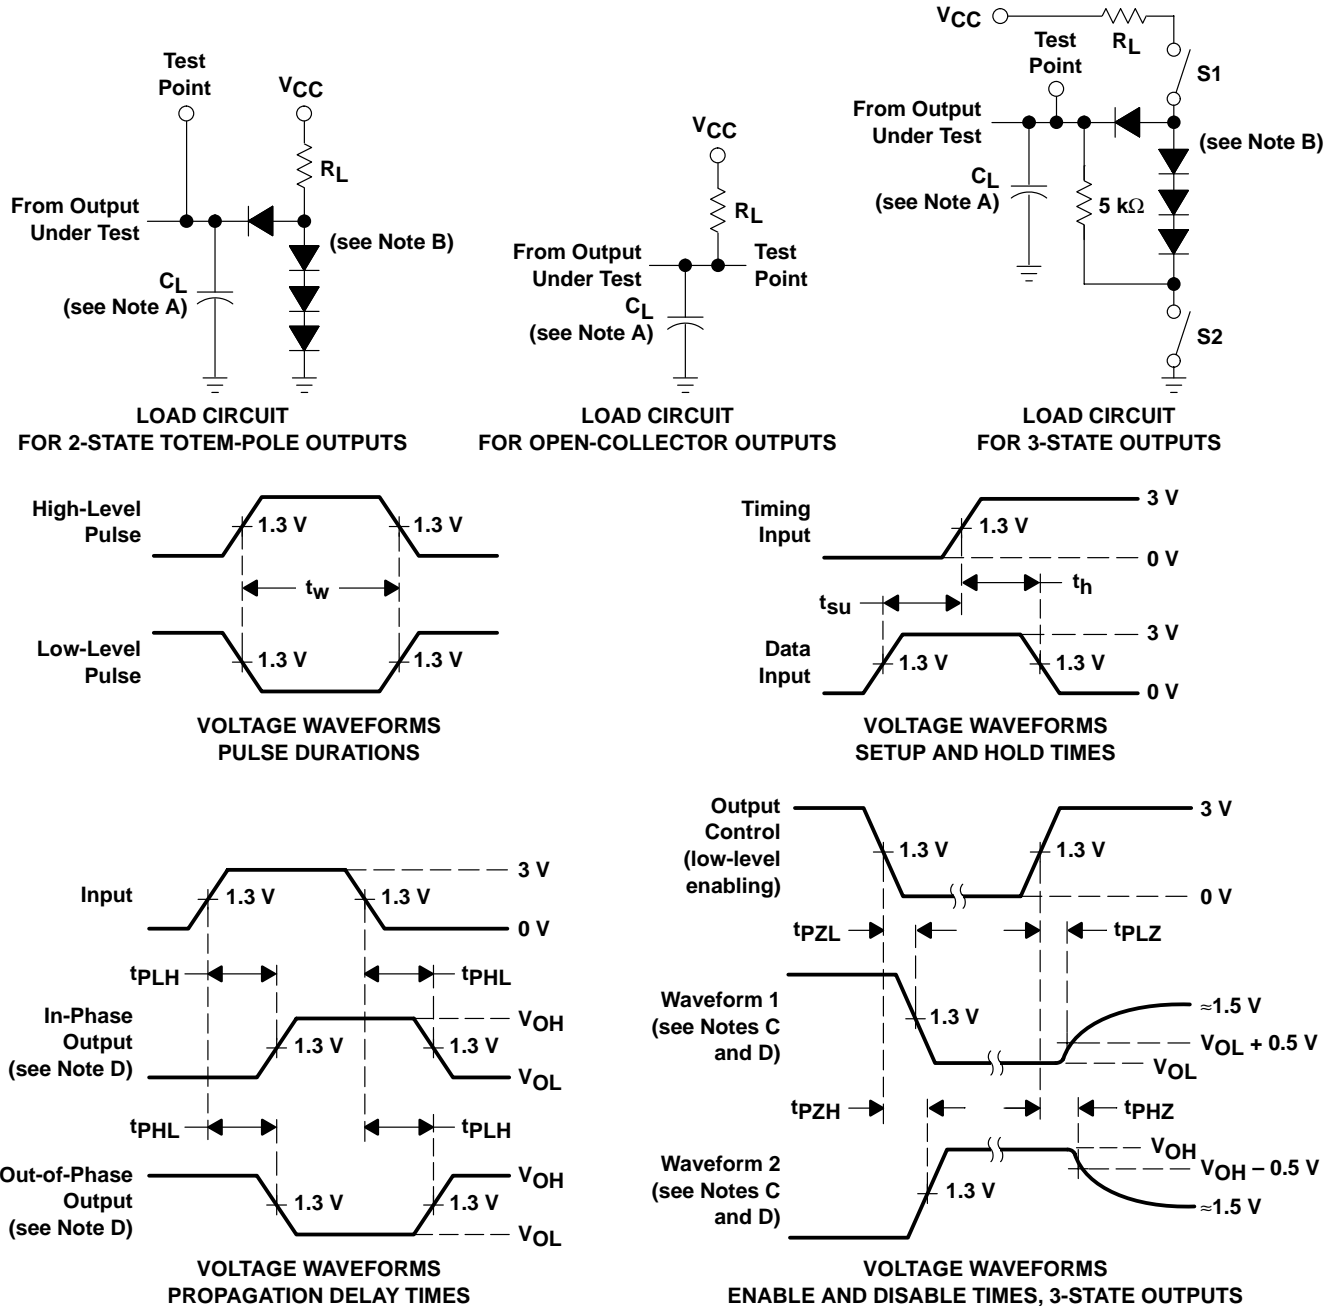 Test
Point
VCC
RL
From Output
Under Test
(see Note B)
CL
(see Note A)
LOAD CIRCUIT
FOR 2-STATE TOTEM-POLE OUTPUTS
VCC
RL
From Output
Under Test
Test
Point
CL
(see Note A)
LOAD CIRCUIT
FOR OPEN-COLLECTOR OUTPUTS
VCC
RL
Test
Point
S1
From Output
Under Test
(see Note B)
CL
(see Note A)
5 kΩ
S2
LOAD CIRCUIT
FOR 3-STATE OUTPUTS
High-Level
Pulse
1.3 V
1.3 V
tw
Low-Level
Pulse
1.3 V
1.3 V
VOLTAGE WAVEFORMS
PULSE DURATIONS
Timing
Input
3 V
1.3 V
0 V
th
tsu
Data
Input
3 V
1.3 V
1.3 V
0 V
VOLTAGE WAVEFORMS
SETUP AND HOLD TIMES
Input
3 V
1.3 V
1.3 V
0 V
tPLH
tPHL
In-Phase
Output
(see Note D)
VOH
1.3 V
1.3 V
VOL
tPHL
tPLH
Out-of-Phase
Output
(see Note D)
VOH
1.3 V
1.3 V
VOL
VOLTAGE WAVEFORMS
PROPAGATION DELAY TIMES
Output
Control
(low-level
enabling)
3 V
1.3 V
1.3 V
0 V
tPZL
tPLZ
Waveform 1
(see Notes C
and D)
1.3 V
≈1.5 V
VOL + 0.5 V
VOL
tPZH
tPHZ
Waveform 2
(see Notes C
and D)
1.3 V
VOH
VOH – 0.5 V
≈1.5 V
VOLTAGE WAVEFORMS
ENABLE AND DISABLE TIMES, 3-STATE OUTPUTS